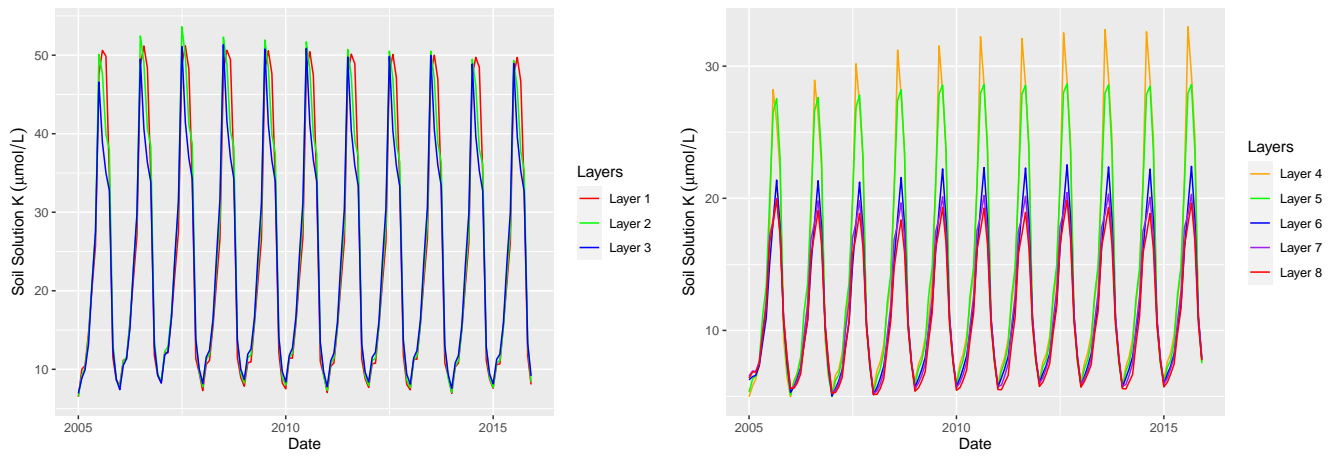 50
40
30
20
10
2005
2010
2015
Date
Soil Solution K (μmol/L)
Layers
Layer 1
Layer 2
Layer 3
30
20
10
2005
2010
2015
Date
Soil Solution K (μmol/L)
Layers
Layer 4
Layer 5
Layer 6
Layer 7
Layer 8